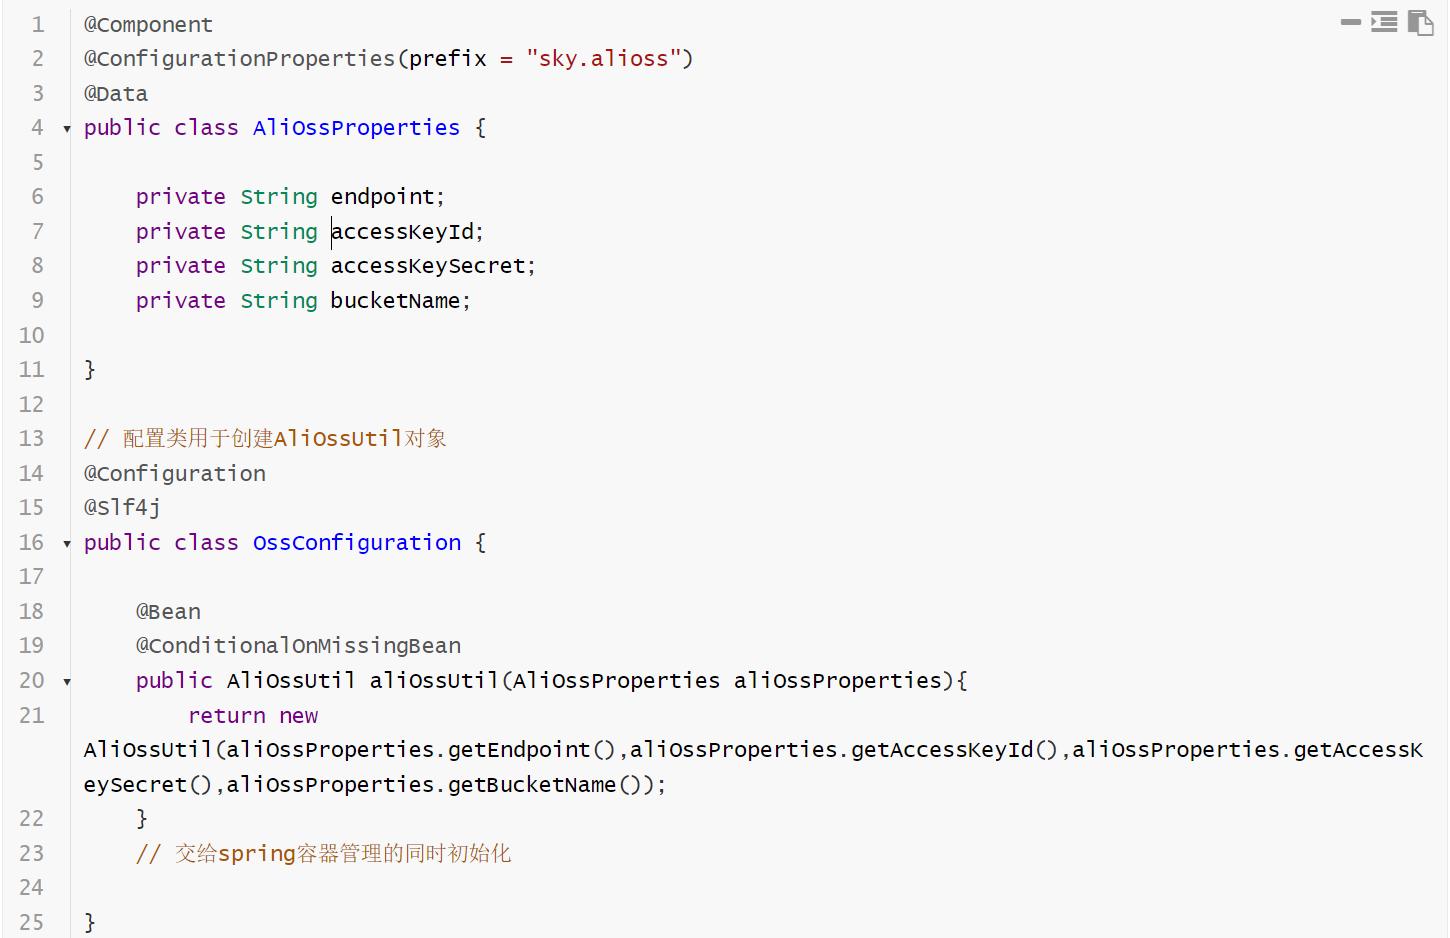 1 @Component
2 @ConfigurationProperties(prefix = "sky.alioss")
3 @Data
4 public class AliOssProperties {
5
6 private String endpoint;
7 private String accessKeyId;
8 private String accessKeySecret;
9 private String bucketName;
10
11 }
12
13 // 配置类用于创建AliOssUtil对象
14 @Configuration
15 @Slf4j
16 public class OssConfiguration {
17
18 @Bean
19 @ConditionalOnMissingBean
20 public AliOssUtil aliOssUtil(AliOssProperties aliOssProperties){
21 return new
AliOssUtil(aliOssProperties.getEndpoint(),aliOssProperties.getAccessKeyId(),aliOssProperties.getAccessK
eySecret(),aliOssProperties.getBucketName());
22 }
23 // 交给spring容器管理的同时初始化
24
25 }